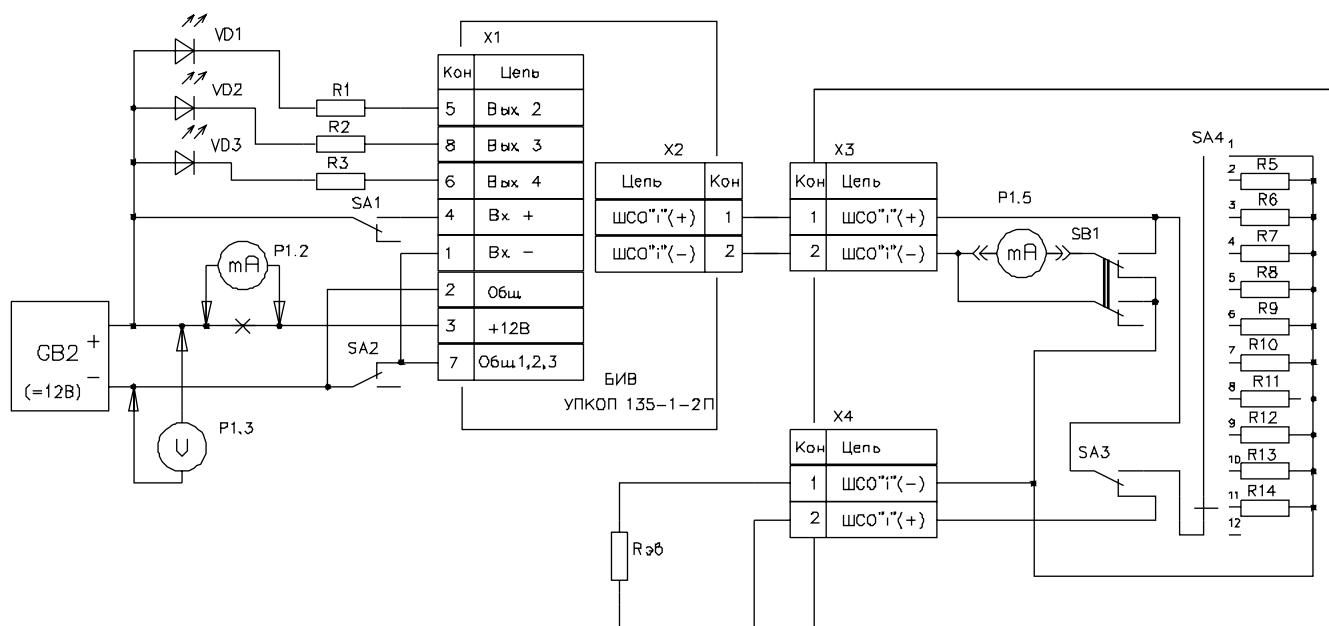 VD1
VD2
VD3
R1
R2
R3
SA1
P1.2
mA
GB2
+
−
(=12В)
P1.3
V
SA2
X1
Кон Цепь
5 Вых 2
8 Вых 3
6 Вых 4
4 Вх +
1 Вх −
2 Общ
3 +12В
7 Общ 1,2,3
БИВ
УПКОП 135-1-2П
X2
Цепь Кон
ШСО"i"(+) 1
ШСО"i"(-) 2
X3
Кон Цепь
1 ШСО"i"(+)
2 ШСО"i"(-)
P1.5
mA
SB1
X4
Кон Цепь
1 ШСО"i"(-)
2 ШСО"i"(+)
Rэв
SA3
SA4
1
2 R5
3 R6
4 R7
5 R8
6 R9
7 R10
8 R11
9 R12
10 R13
11 R14
12